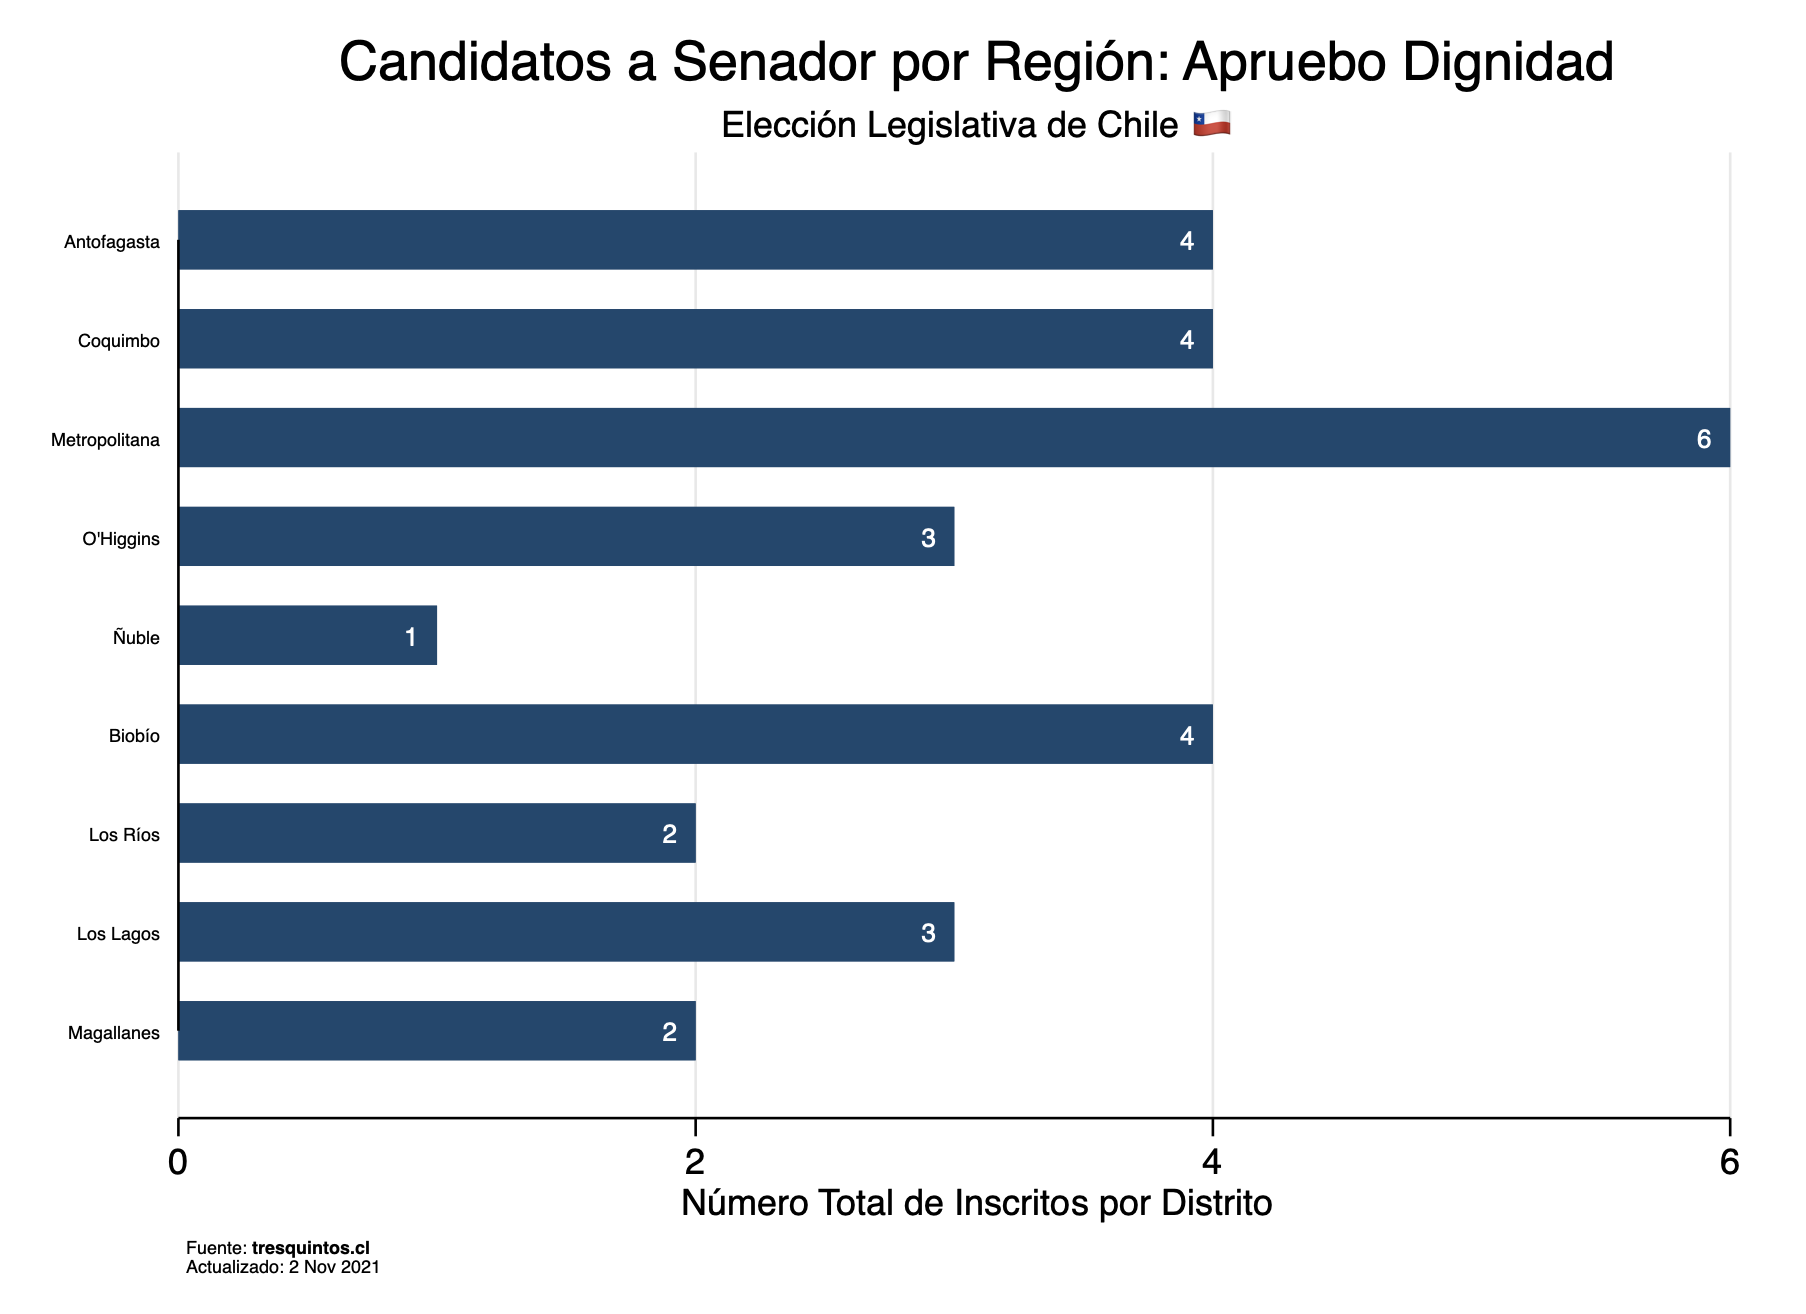 Candidatos a Senador por Región: Apruebo Dignidad
Elección Legislativa de Chile 🇨🇱
Antofagasta 4
Coquimbo 4
Metropolitana 6
O'Higgins 3
Ñuble 1
Biobío 4
Los Ríos 2
Los Lagos 3
Magallanes 2
0 2 4 6
Número Total de Inscritos por Distrito
Fuente: tresquintos.cl
Actualizado: 2 Nov 2021